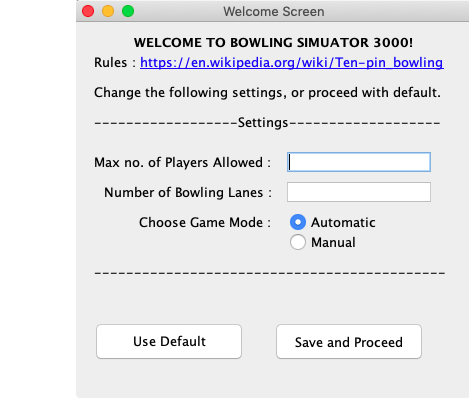 Welcome Screen
WELCOME TO BOWLING SIMUATOR 3000!
Rules : https://en.wikipedia.org/wiki/Ten-pin_bowling
Change the following settings, or proceed with default.
------------------Settings-------------------
Max no. of Players Allowed :
Number of Bowling Lanes :
Choose Game Mode : Automatic
Manual
--------------------------------------------
Use Default Save and Proceed